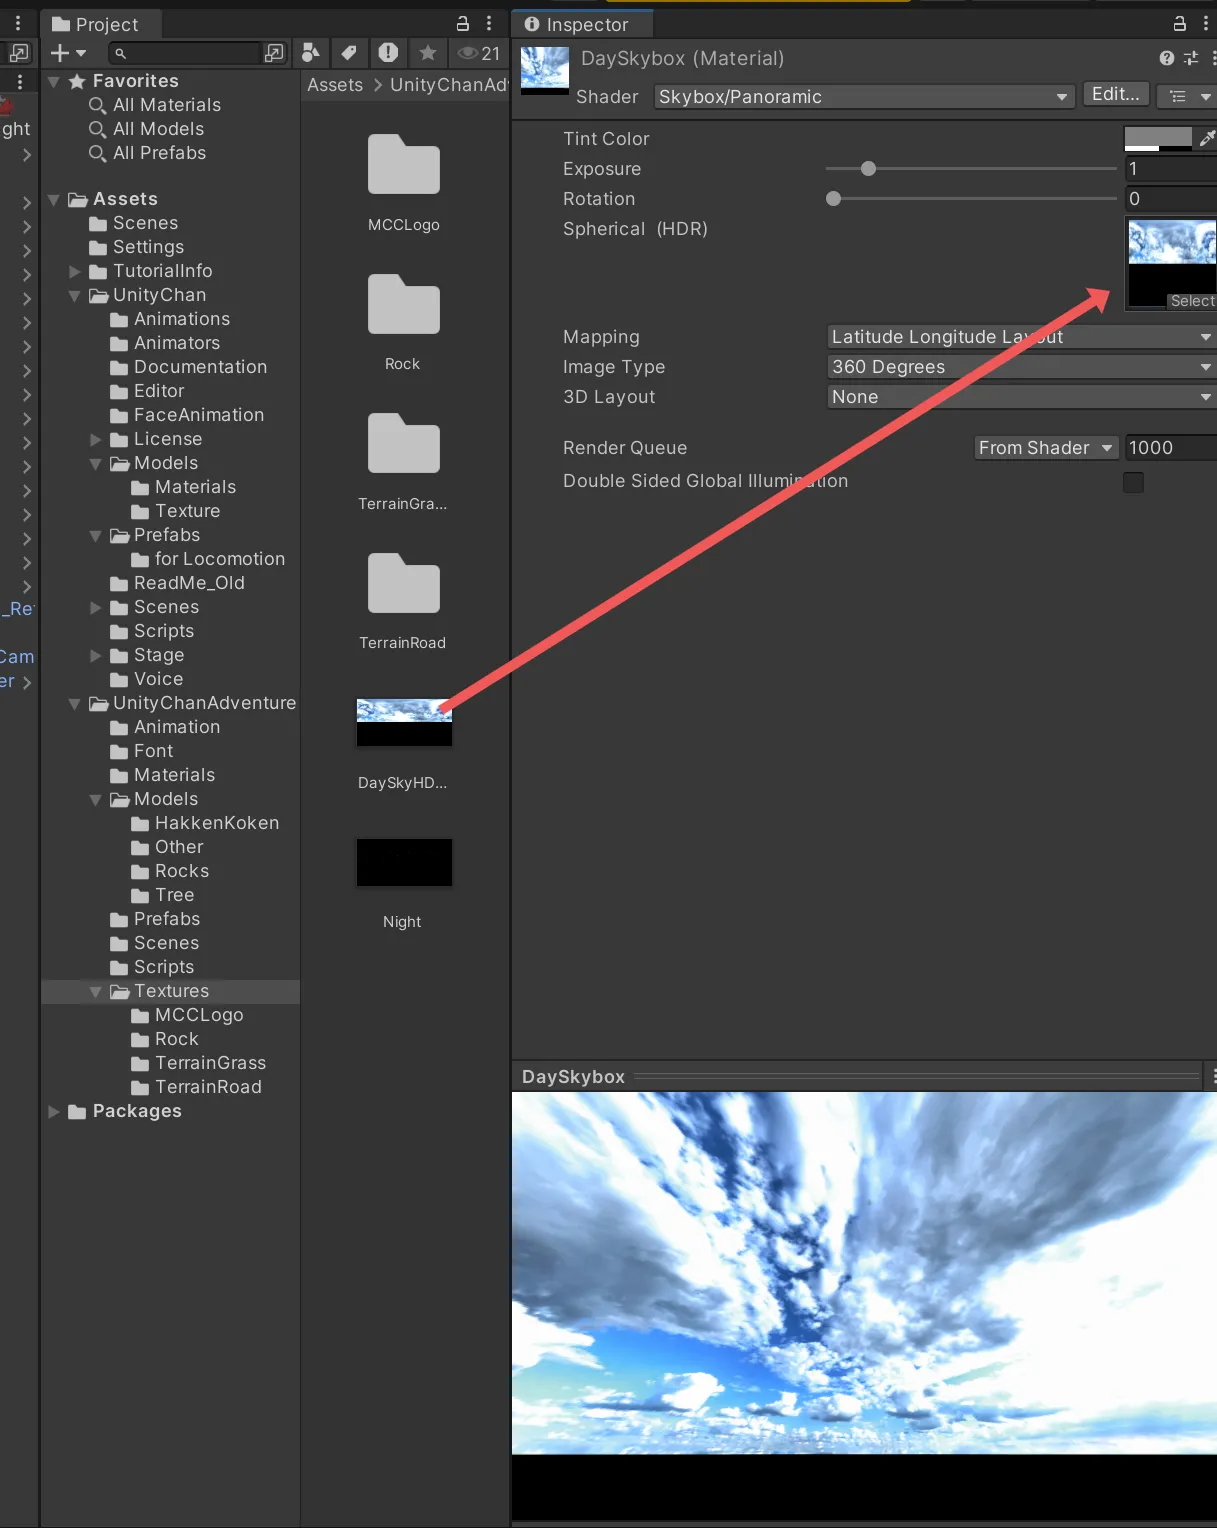 Project
21
Favorites
All Materials
All Models
All Prefabs
Assets
Scenes
Settings
TutorialInfo
UnityChan
Animations
Animators
Documentation
Editor
FaceAnimation
License
Models
Materials
Texture
Prefabs
for Locomotion
ReadMe_Old
Scenes
Scripts
Stage
Voice
UnityChanAdventure
Animation
Font
Materials
Models
HakkenKoken
Other
Rocks
Tree
Prefabs
Scenes
Scripts
Textures
MCCLogo
Rock
TerrainGrass
TerrainRoad
Packages
ght
_Re
Cam
er
Assets > UnityChanAdv
MCCLogo
Rock
TerrainGra...
TerrainRoad
DaySkyHD...
Night
Inspector
DaySkybox (Material)
Shader Skybox/Panoramic Edit...
Tint Color
Exposure 1
Rotation 0
Spherical (HDR)
Select
Mapping Latitude Longitude Layout
Image Type 360 Degrees
3D Layout None
Render Queue From Shader 1000
Double Sided Global Illumination
DaySkybox